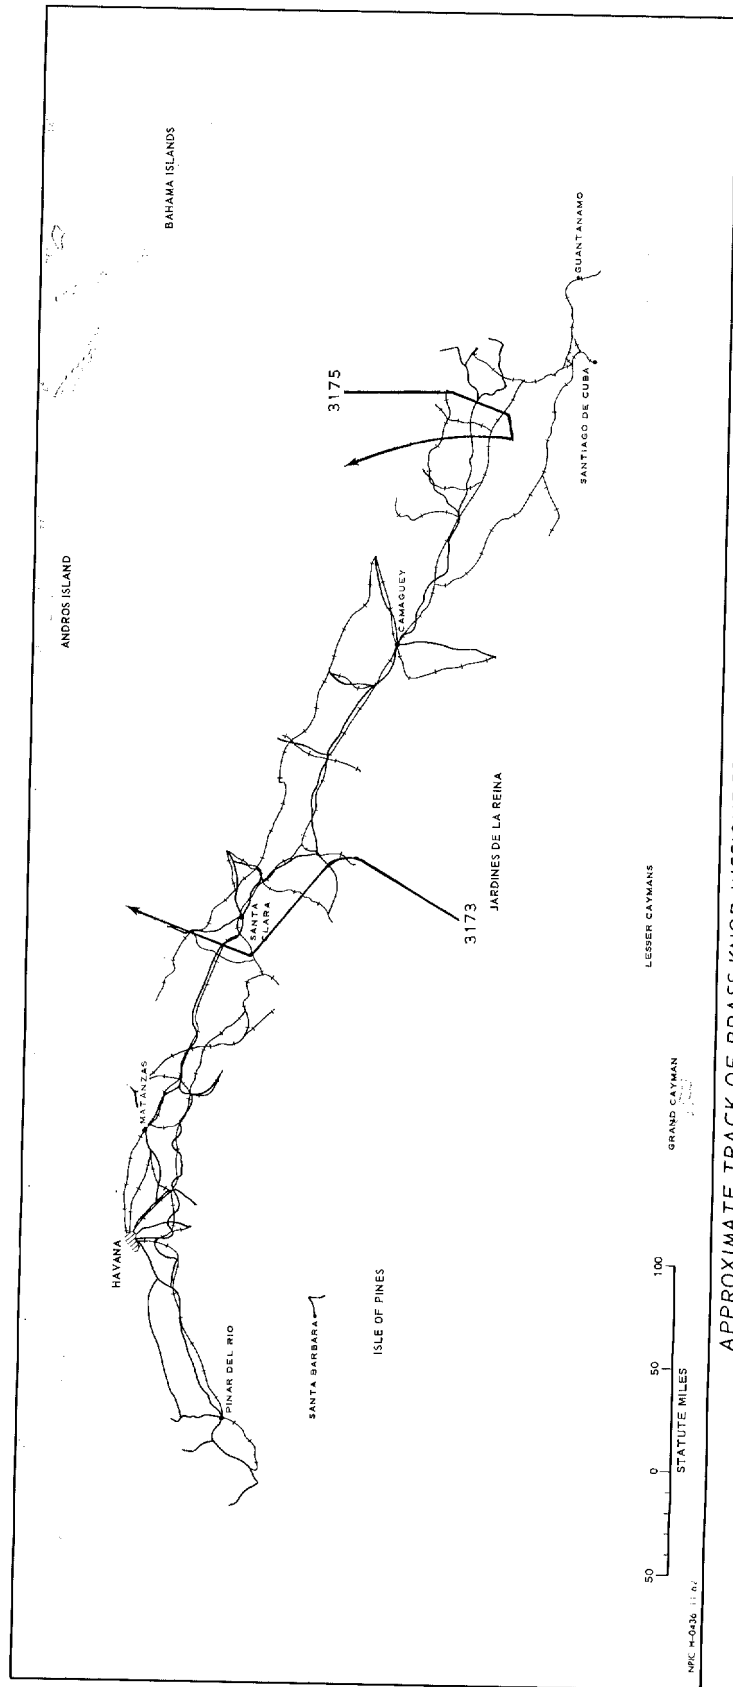 BAHAMA ISLANDS
ANDROS ISLAND
HAVANA
MATANZAS
PINAR DEL RIO
SANTA BARBARA
ISLE OF PINES
SANTA
CLARA
CAMAGUEY
3175
3173
GUANTANAMO
SANTIAGO DE CUBA
JARDINES DE LA REINA
LESSER CAYMANS
GRAND CAYMAN
50 0 50 100
STATUTE MILES
NPIC M-0436
APPROXIMATE TRACK OF BRASS KNOB